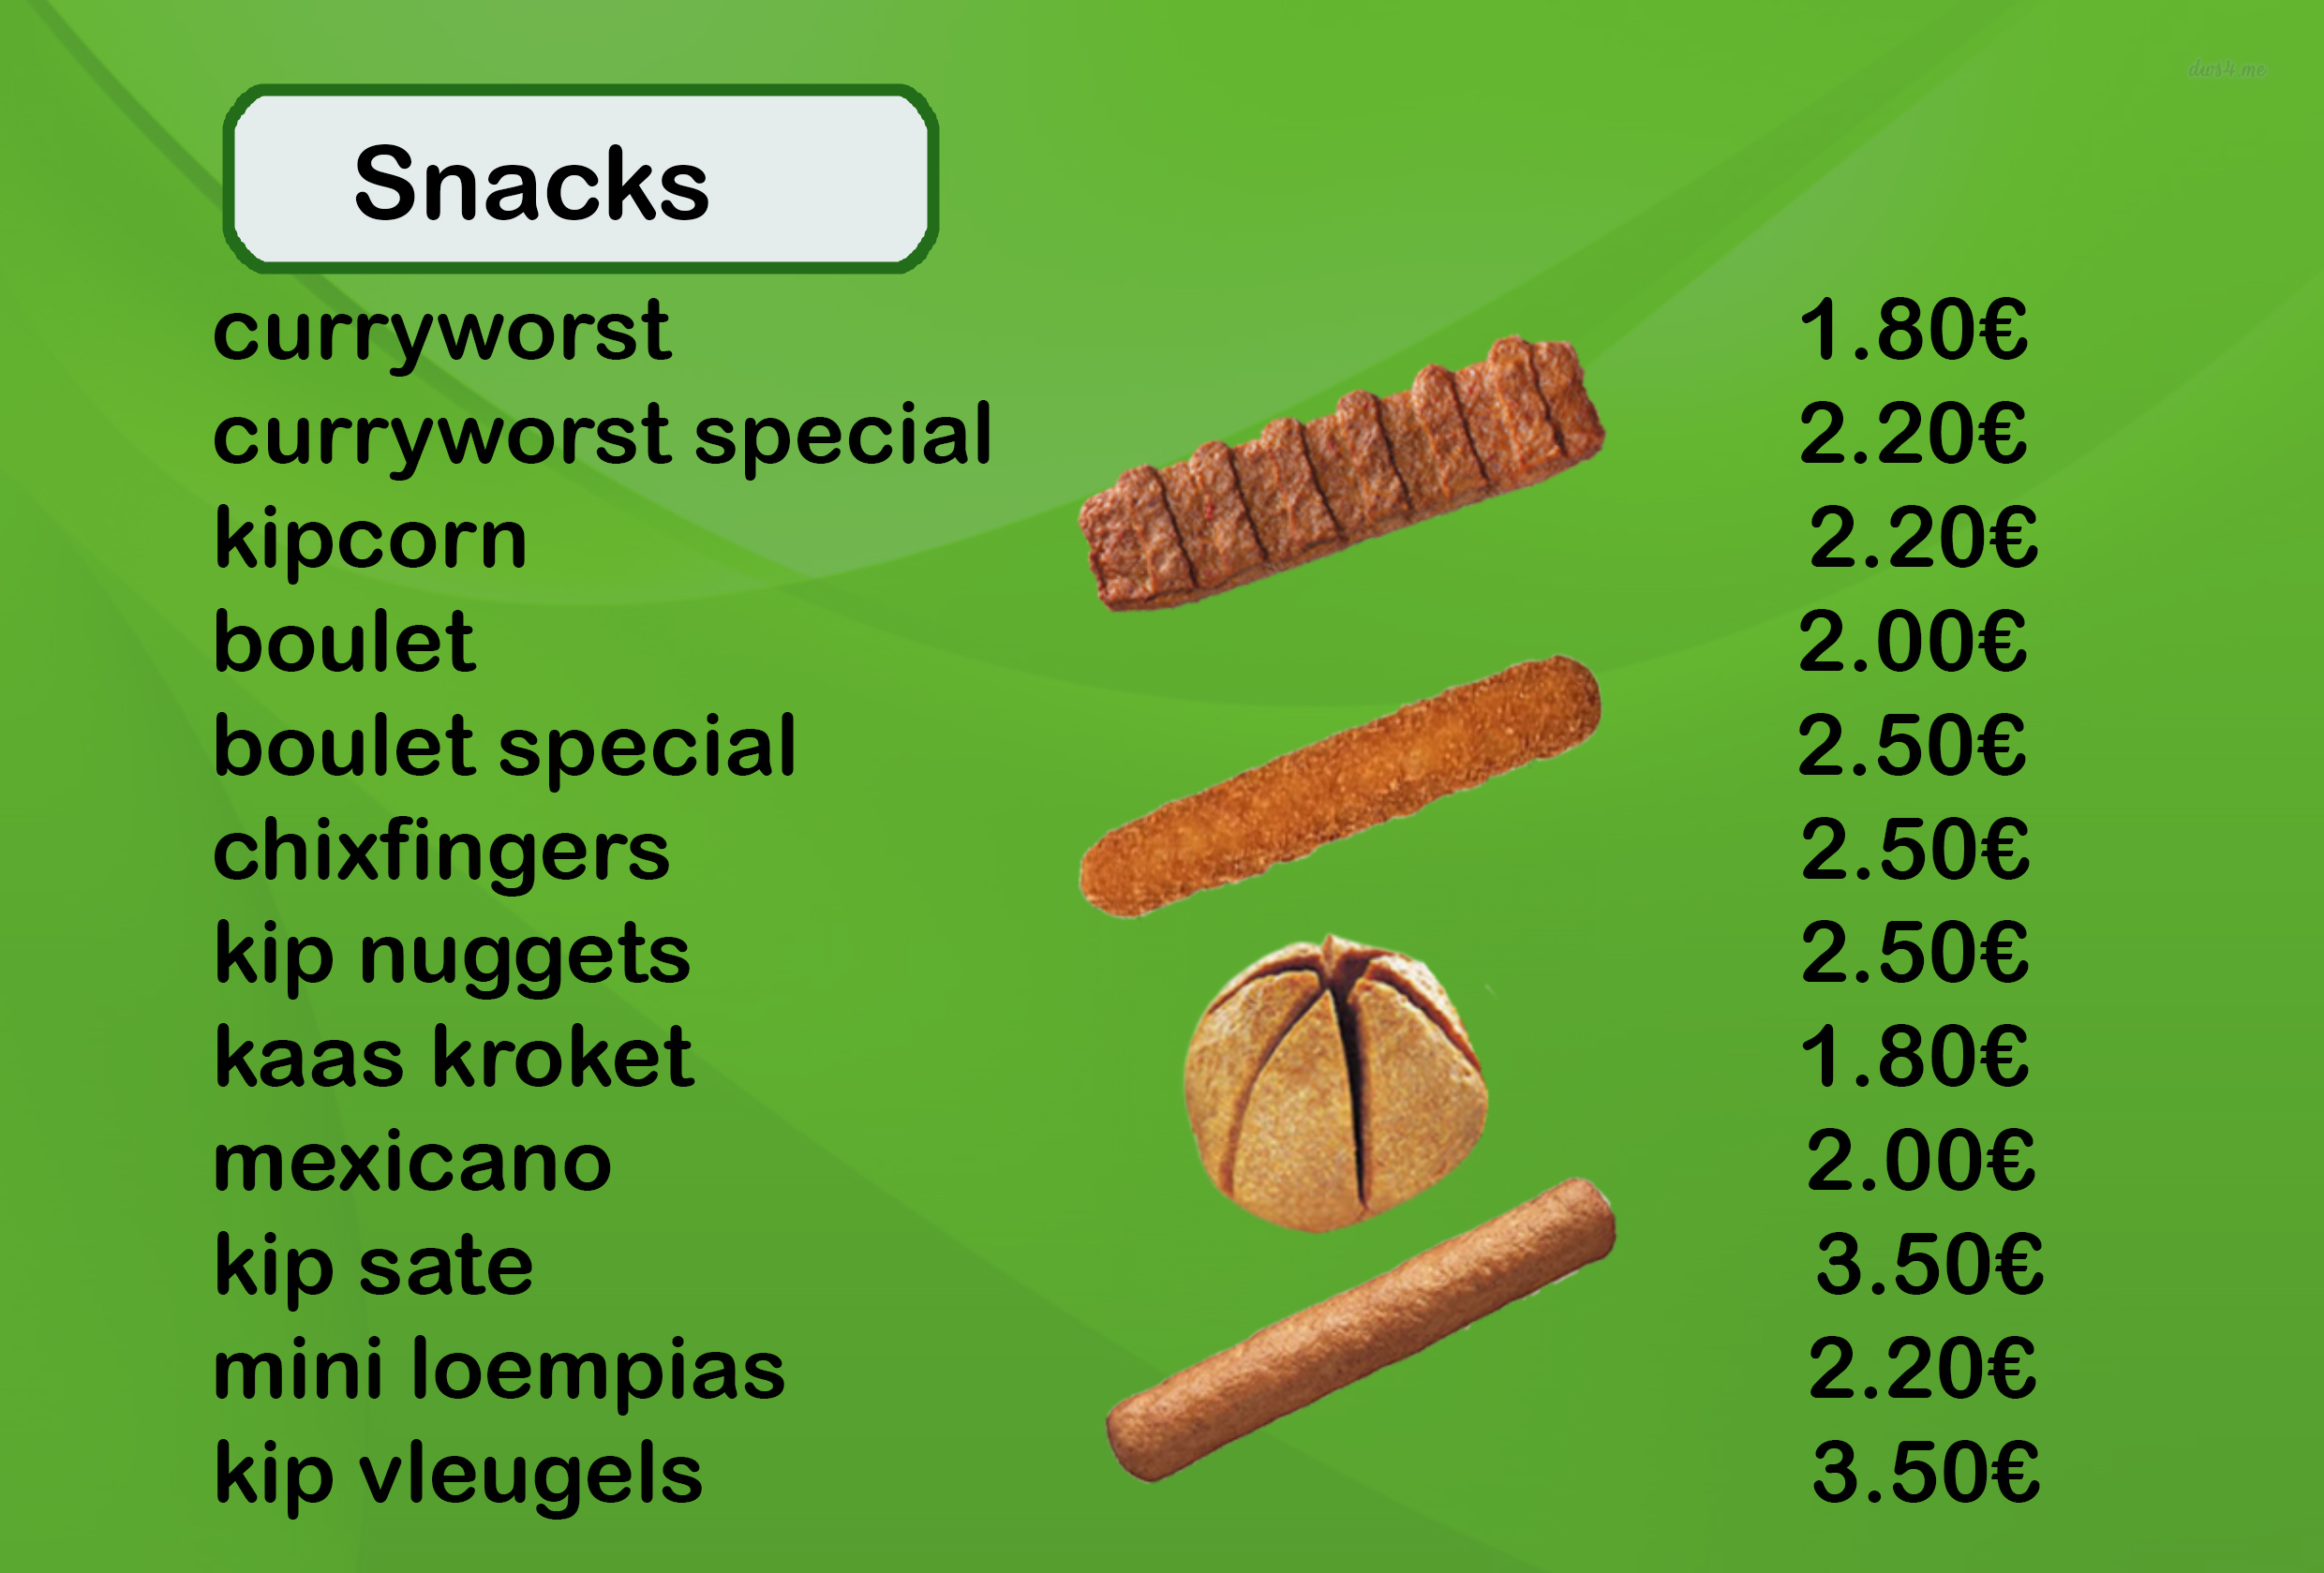 dws4.me
Snacks
curryworst 1.80€
curryworst special 2.20€
kipcorn 2.20€
boulet 2.00€
boulet special 2.50€
chixfingers 2.50€
kip nuggets 2.50€
kaas kroket 1.80€
mexicano 2.00€
kip sate 3.50€
mini loempias 2.20€
kip vleugels 3.50€